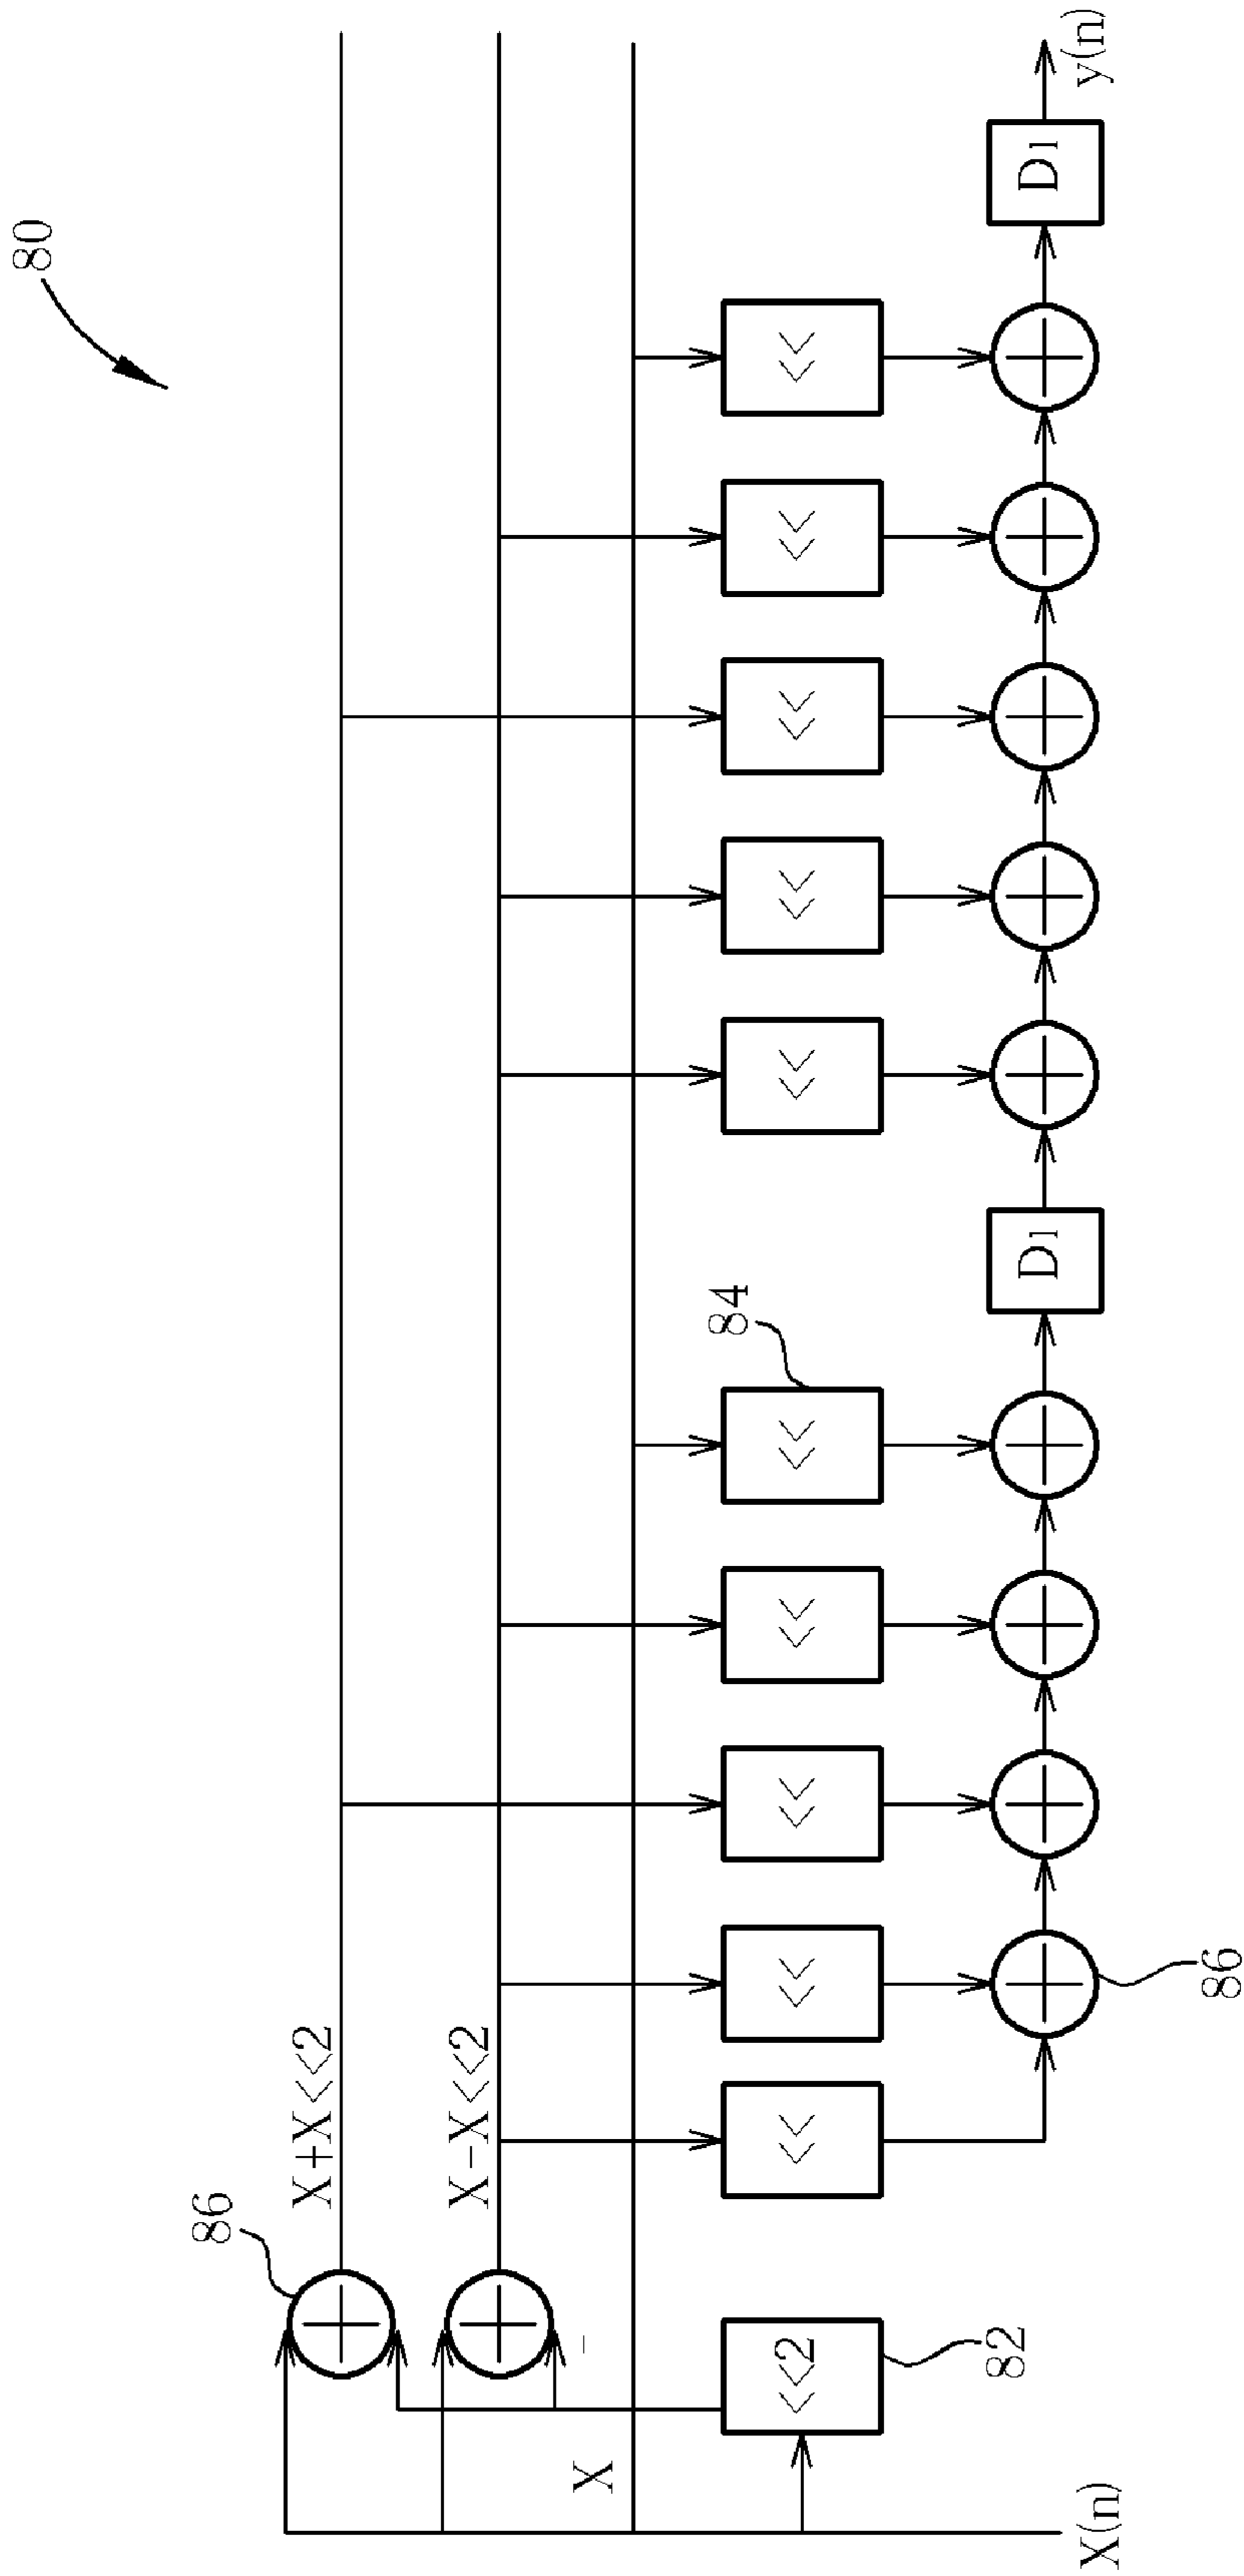 80
86
X+X<<2
X-X<<2
-
X
<<2
82
X(n)
<<
<<
<<
<<
<<
84
<<
<<
<<
<<
<<
86
D1
D1
y(n)